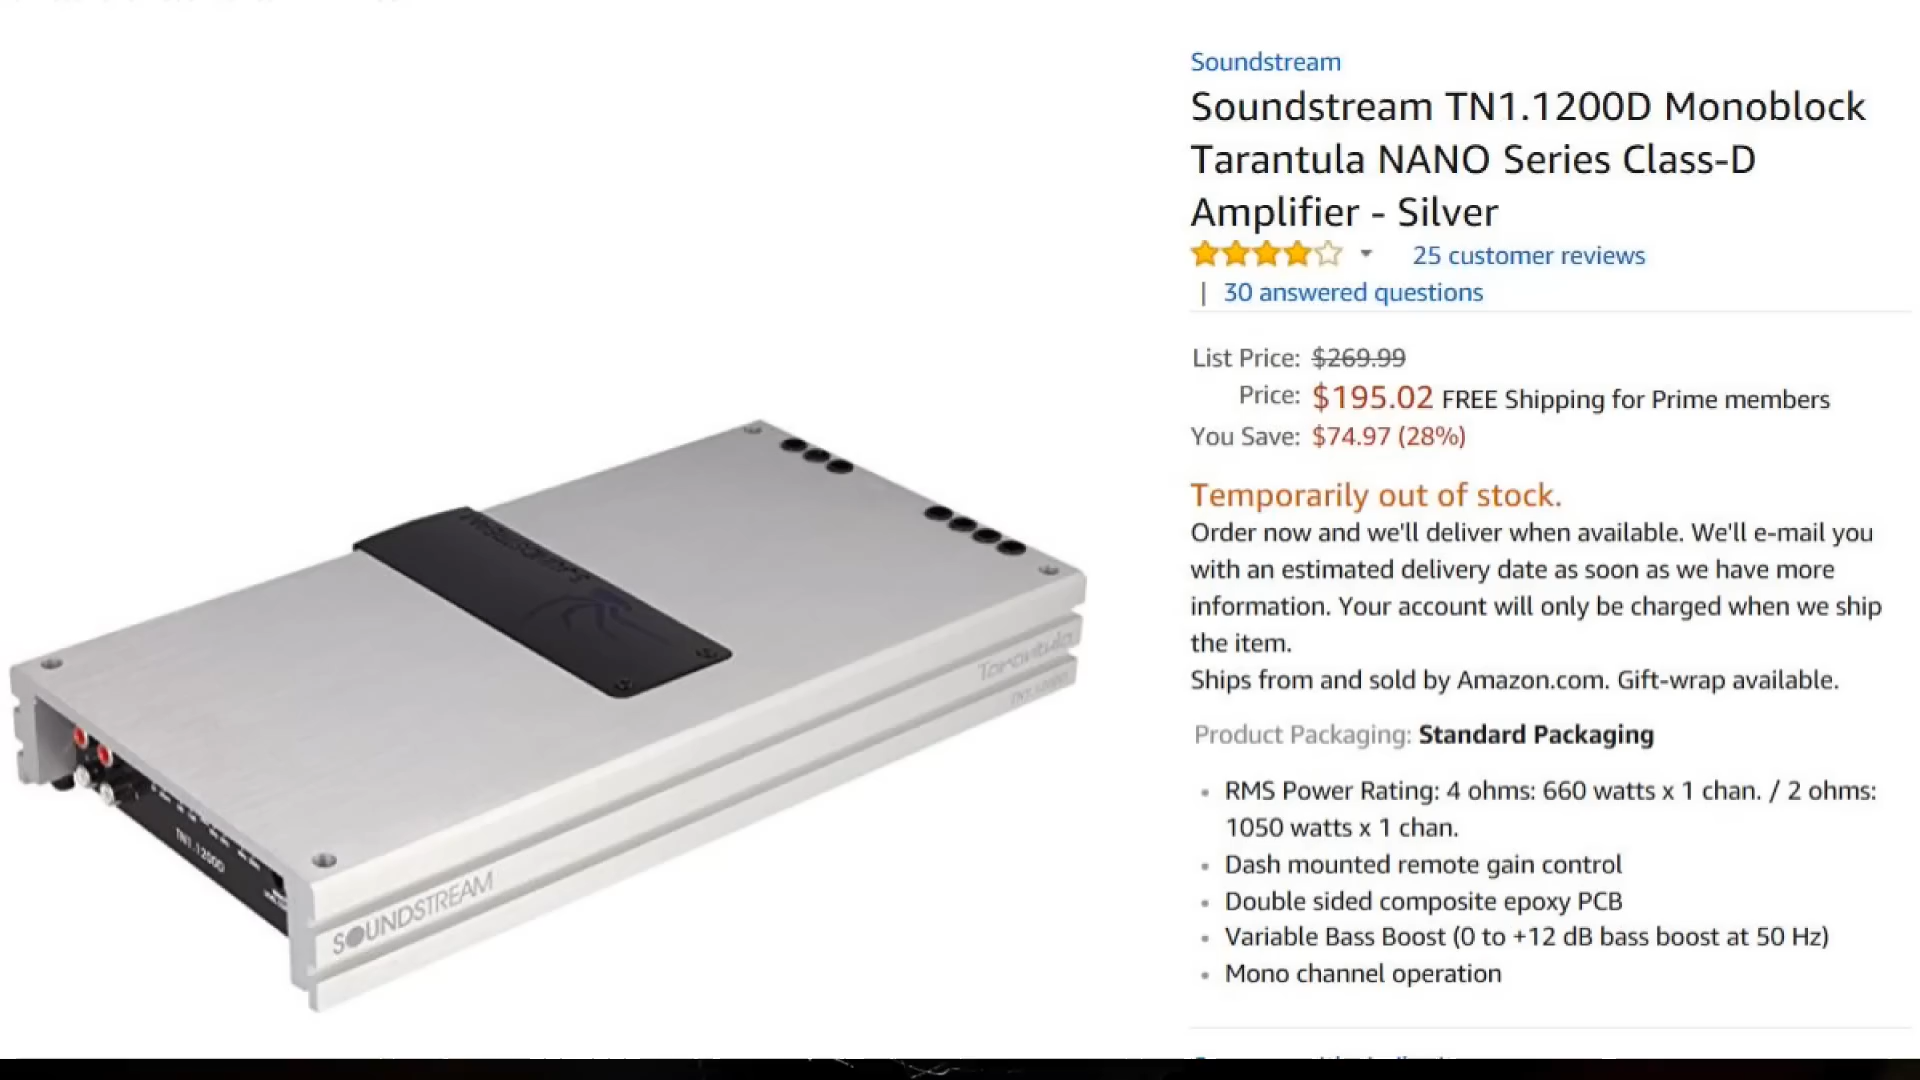 Soundstream
Soundstream TN1.1200D Monoblock
Tarantula NANO Series Class-D
Amplifier - Silver
25 customer reviews
| 30 answered questions
List Price: $269.99
Price: $195.02 FREE Shipping for Prime members
You Save: $74.97 (28%)
Temporarily out of stock.
Order now and we'll deliver when available. We'll e-mail you
with an estimated delivery date as soon as we have more
information. Your account will only be charged when we ship
the item.
Ships from and sold by Amazon.com. Gift-wrap available.
Product Packaging: Standard Packaging
• RMS Power Rating: 4 ohms: 660 watts x 1 chan. / 2 ohms:
1050 watts x 1 chan.
• Dash mounted remote gain control
• Double sided composite epoxy PCB
• Variable Bass Boost (0 to +12 dB bass boost at 50 Hz)
• Mono channel operation
SOUNDSTREAM
Tarantula
TN1.1200D
TN1.1200D
SOUNDSTREAM